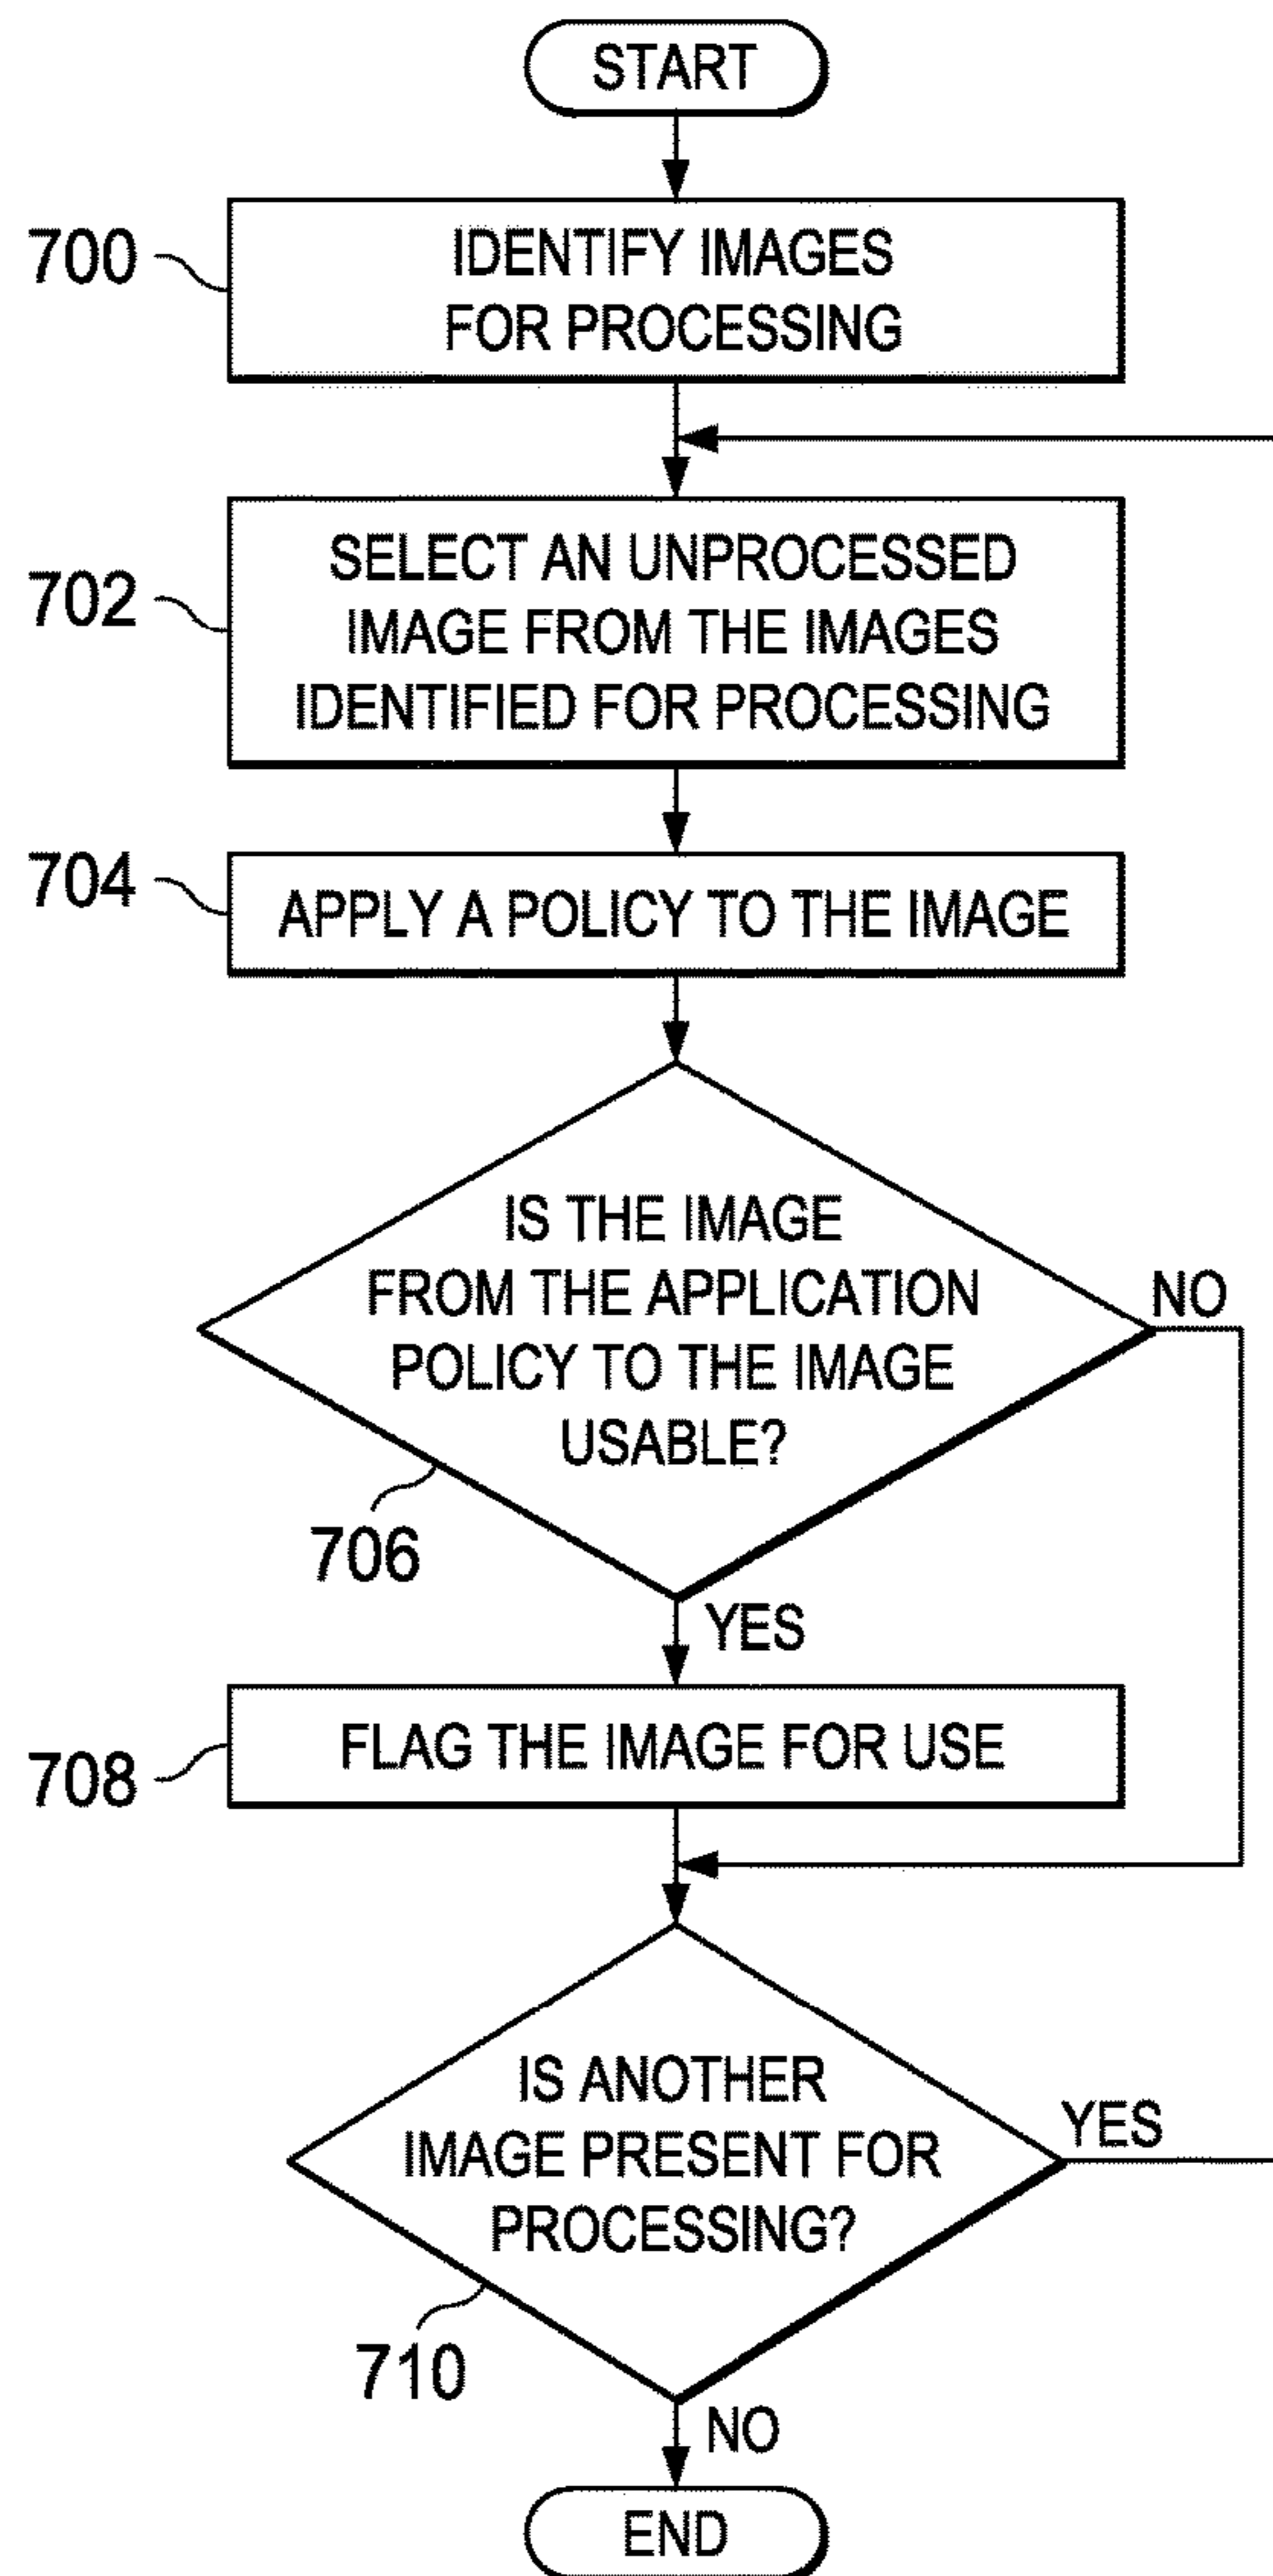 START
700
IDENTIFY IMAGES
FOR PROCESSING
702
SELECT AN UNPROCESSED
IMAGE FROM THE IMAGES
IDENTIFIED FOR PROCESSING
704
APPLY A POLICY TO THE IMAGE
IS THE IMAGE
FROM THE APPLICATION
POLICY TO THE IMAGE
USABLE?
NO
706
YES
708
FLAG THE IMAGE FOR USE
IS ANOTHER
IMAGE PRESENT FOR
PROCESSING?
YES
710
NO
END